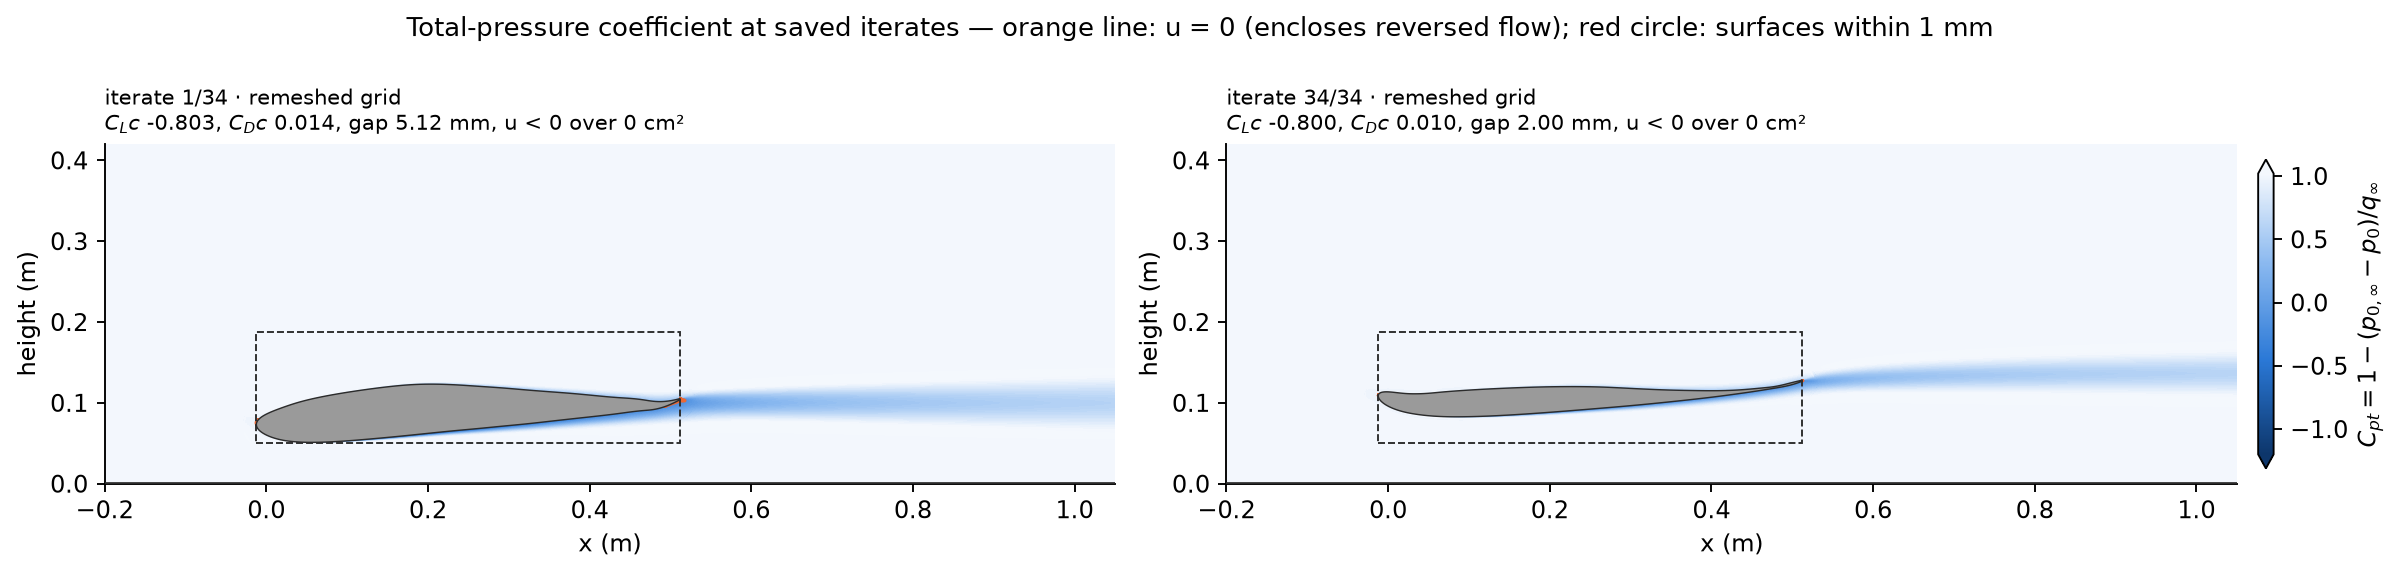 Total-pressure coefficient at saved iterates — orange line: u = 0 (encloses reversed flow); red circle: surfaces within 1 mm
iterate 1/34 · remeshed grid
C_Lc -0.803, C_Dc 0.014, gap 5.12 mm, u < 0 over 0 cm²
0.4
0.3
0.2
0.1
0.0
height (m)
−0.2
0.0
0.2
0.4
0.6
0.8
1.0
x (m)
iterate 34/34 · remeshed grid
C_Lc -0.800, C_Dc 0.010, gap 2.00 mm, u < 0 over 0 cm²
0.4
0.3
0.2
0.1
0.0
height (m)
−0.2
0.0
0.2
0.4
0.6
0.8
1.0
x (m)
1.0
0.5
0.0
−0.5
−1.0
C_pt = 1 − (p_0,∞ − p_0)/q_∞